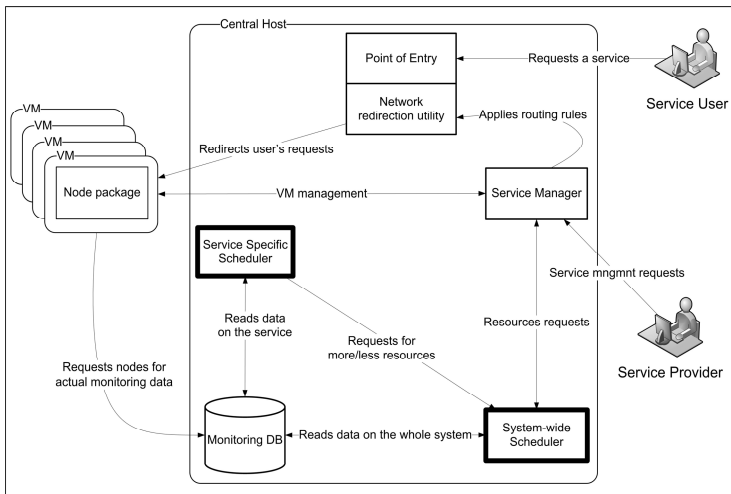 Central Host
Point of Entry
Requests a service
Service User
Network
redirection utility
Applies routing rules
Redirects user's requests
VM
VM
VM
VM
Node package
VM management
Service Manager
Service Specific
Scheduler
Service mngmnt requests
Reads data
on the service
Requests for
more/less resources
Resources requests
Service Provider
Requests nodes for
actual monitoring data
Monitoring DB
Reads data on the whole system
System-wide
Scheduler